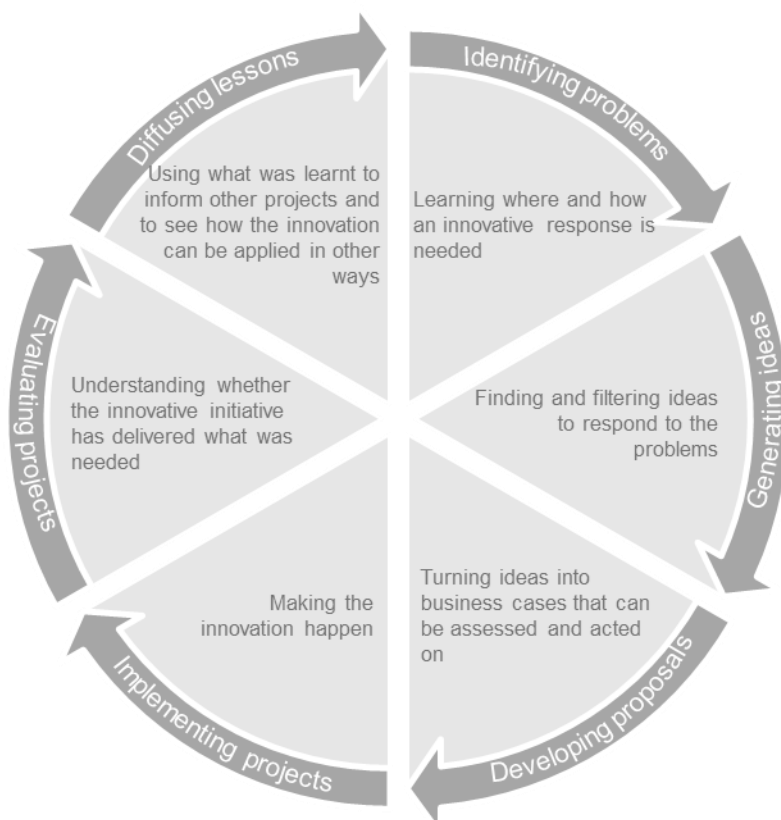 Identifying problems
Learning where and how
an innovative response is
needed
Generating ideas
Finding and filtering ideas
to respond to the
problems
Developing proposals
Turning ideas into
business cases that can
be assessed and acted
on
Implementing projects
Making the
innovation happen
Evaluating projects
Understanding whether
the innovative initiative
has delivered what was
needed
Diffusing lessons
Using what was learnt to
inform other projects and
to see how the innovation
can be applied in other
ways